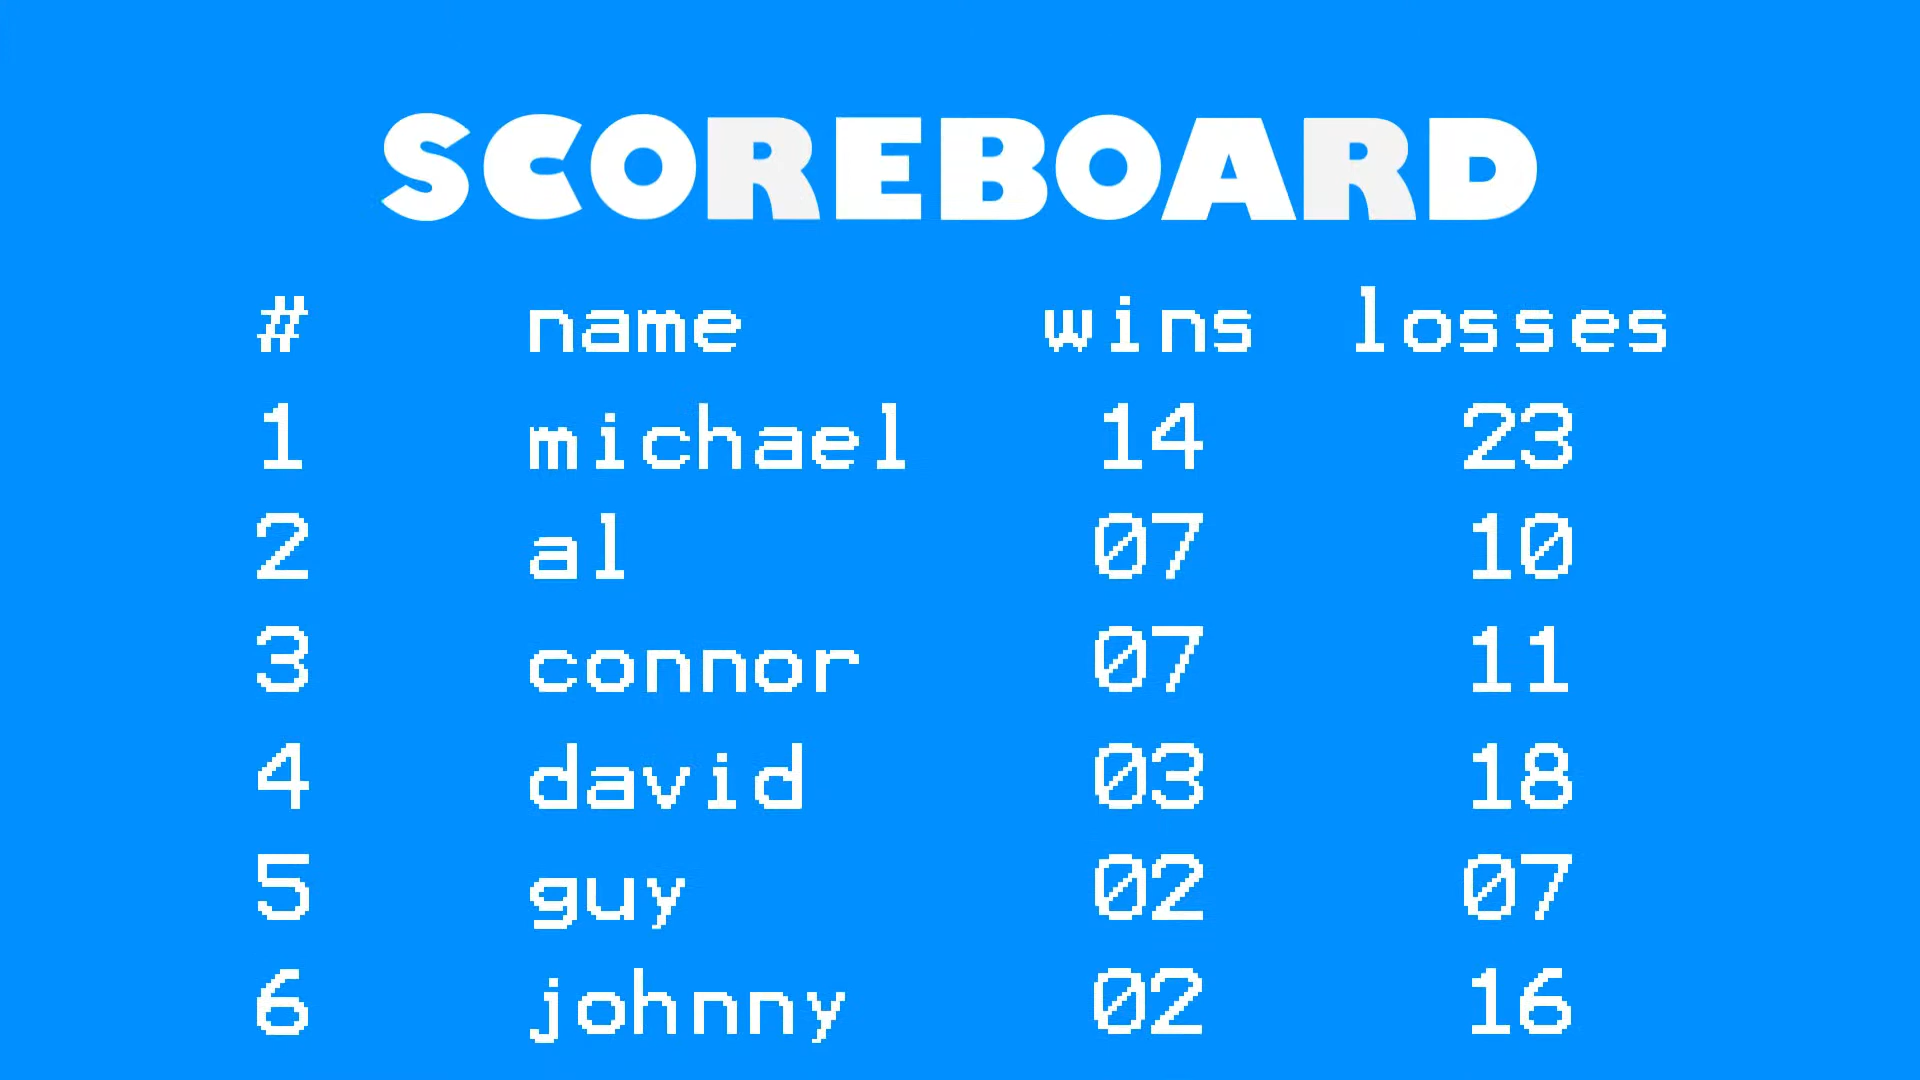 SCOREBOARD
# name wins losses
1 michael 14 23
2 al 07 10
3 connor 07 11
4 david 03 18
5 guy 02 07
6 johnny 02 16